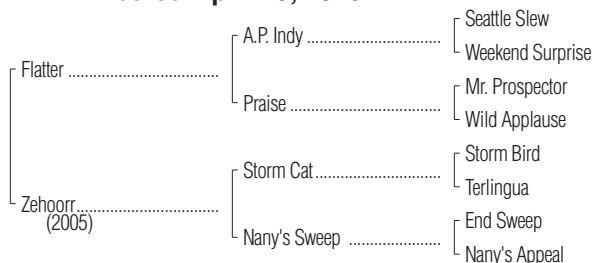 Seattle Slew
A.P. Indy ........................................
Weekend Surprise
Flatter .............................................
Mr. Prospector
Praise ..............................................
Wild Applause
Storm Bird
Storm Cat......................................
Terlingua
Zehoorr...........................................
(2005)
End Sweep
Nany's Sweep ............................
Nany's Appeal